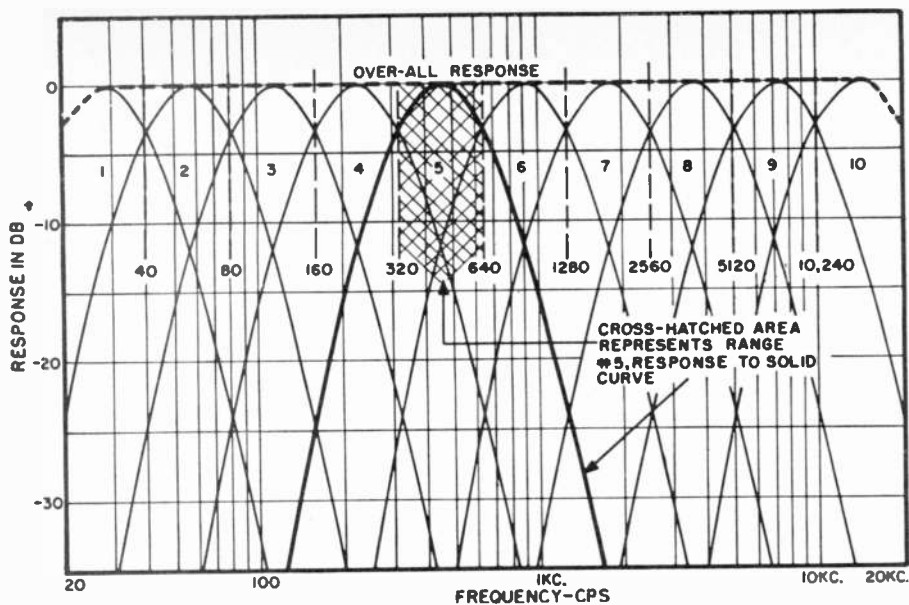 OVER-ALL RESPONSE
0
-10
-20
-30
RESPONSE IN DB
1 2 3 4 5 6 7 8 9 10
40 80 160 320 640 1280 2560 5120 10,240
CROSS-HATCHED AREA
REPRESENTS RANGE
#5, RESPONSE TO SOLID
CURVE
20 100 1KC. 10KC. 20KC.
FREQUENCY-CPS